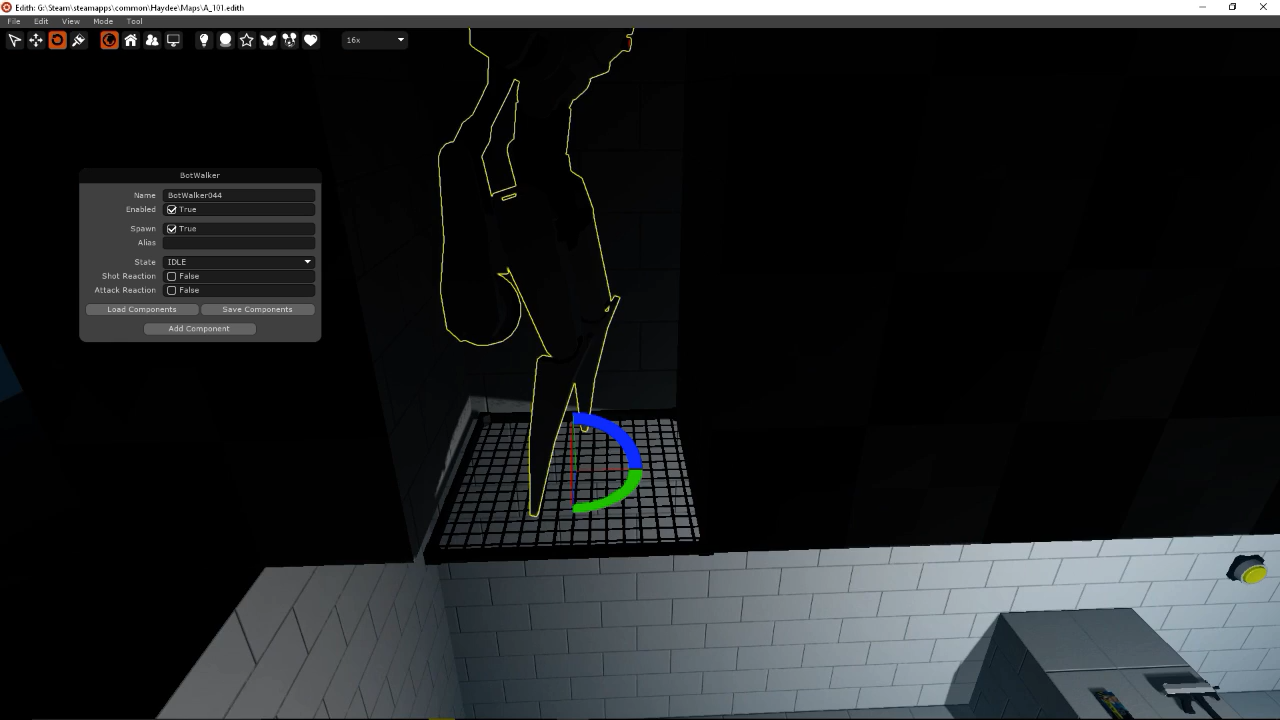 Edith: G:\Steam\steamapps\common\Haydee\Maps\A_101.edith
File Edit View Mode Tool
16x
BotWalker
Name BotWalker044
Enabled True
Spawn True
Alias
State IDLE
Shot Reaction False
Attack Reaction False
Load Components Save Components
Add Component